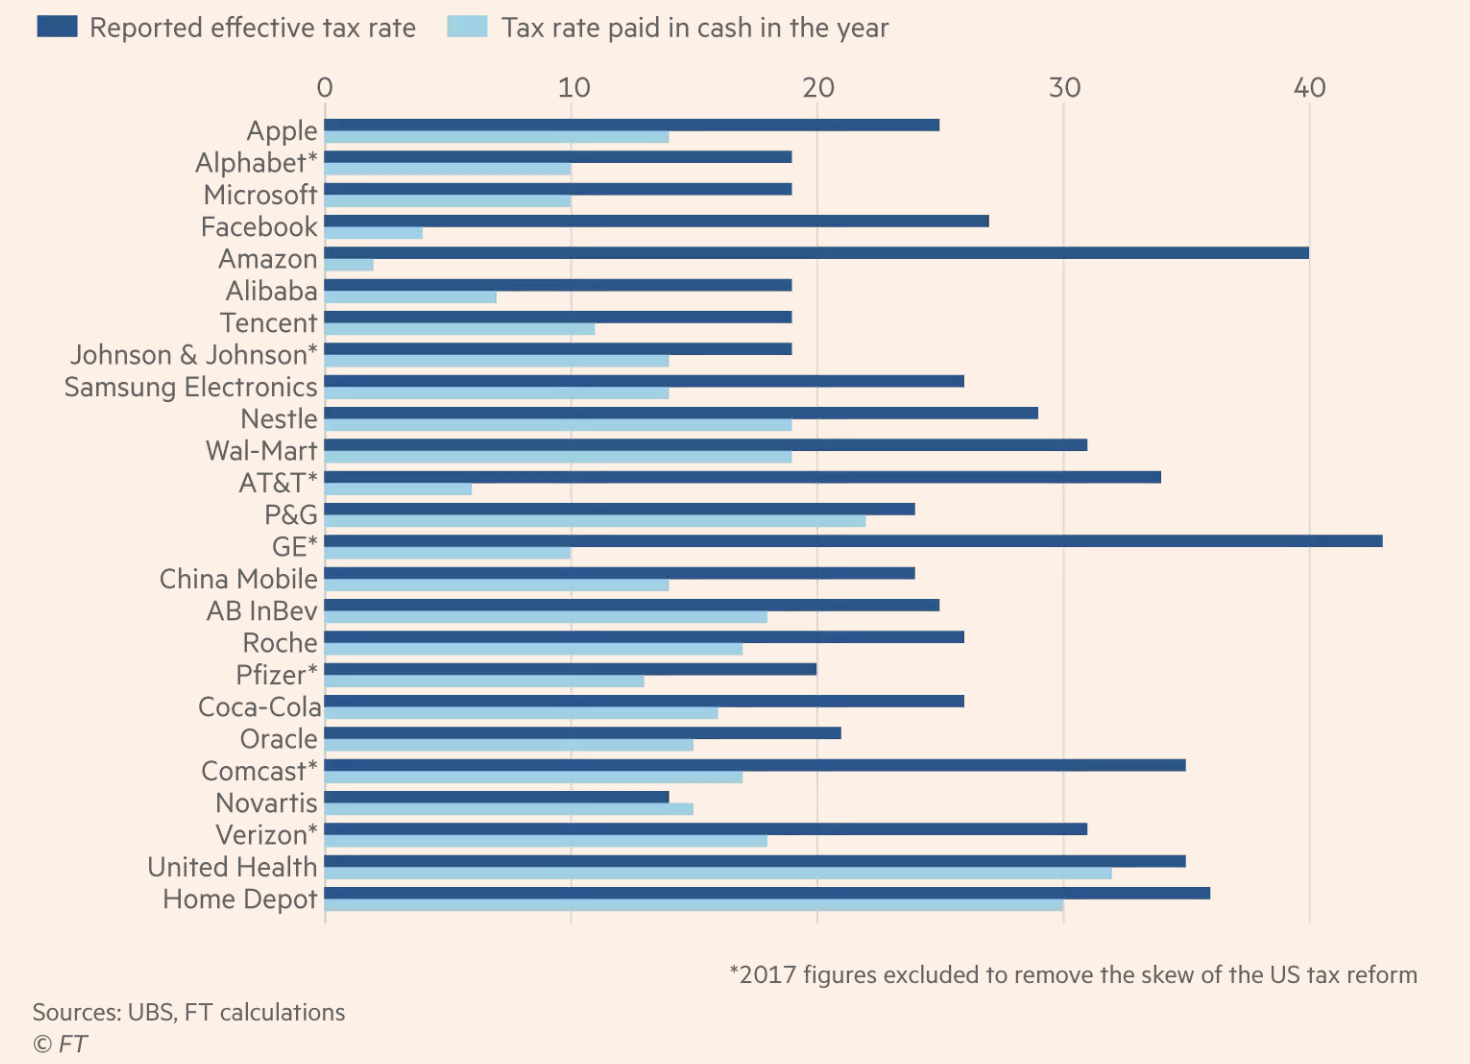 Reported effective tax rate Tax rate paid in cash in the year
0 10 20 30 40
Apple
Alphabet*
Microsoft
Facebook
Amazon
Alibaba
Tencent
Johnson & Johnson*
Samsung Electronics
Nestle
Wal-Mart
AT&T*
P&G
GE*
China Mobile
AB InBev
Roche
Pfizer*
Coca-Cola
Oracle
Comcast*
Novartis
Verizon*
United Health
Home Depot
*2017 figures excluded to remove the skew of the US tax reform
Sources: UBS, FT calculations
© FT